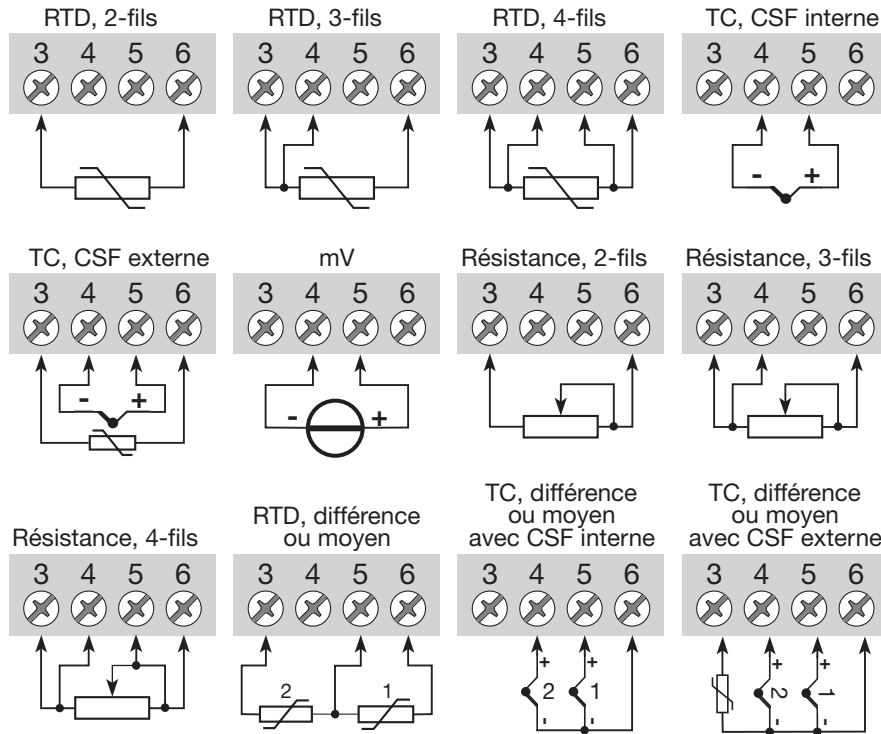 RTD, 2-fils
3 4 5 6
RTD, 3-fils
3 4 5 6
RTD, 4-fils
3 4 5 6
TC, CSF interne
3 4 5 6
- +
TC, CSF externe
3 4 5 6
- +
mV
3 4 5 6
- +
Résistance, 2-fils
3 4 5 6
Résistance, 3-fils
3 4 5 6
Résistance, 4-fils
3 4 5 6
RTD, différence
ou moyen
3 4 5 6
2 1
TC, différence
ou moyen
avec CSF interne
3 4 5 6
+ +
2 1
- -
TC, différence
ou moyen
avec CSF externe
3 4 5 6
+ +
2 1
- -